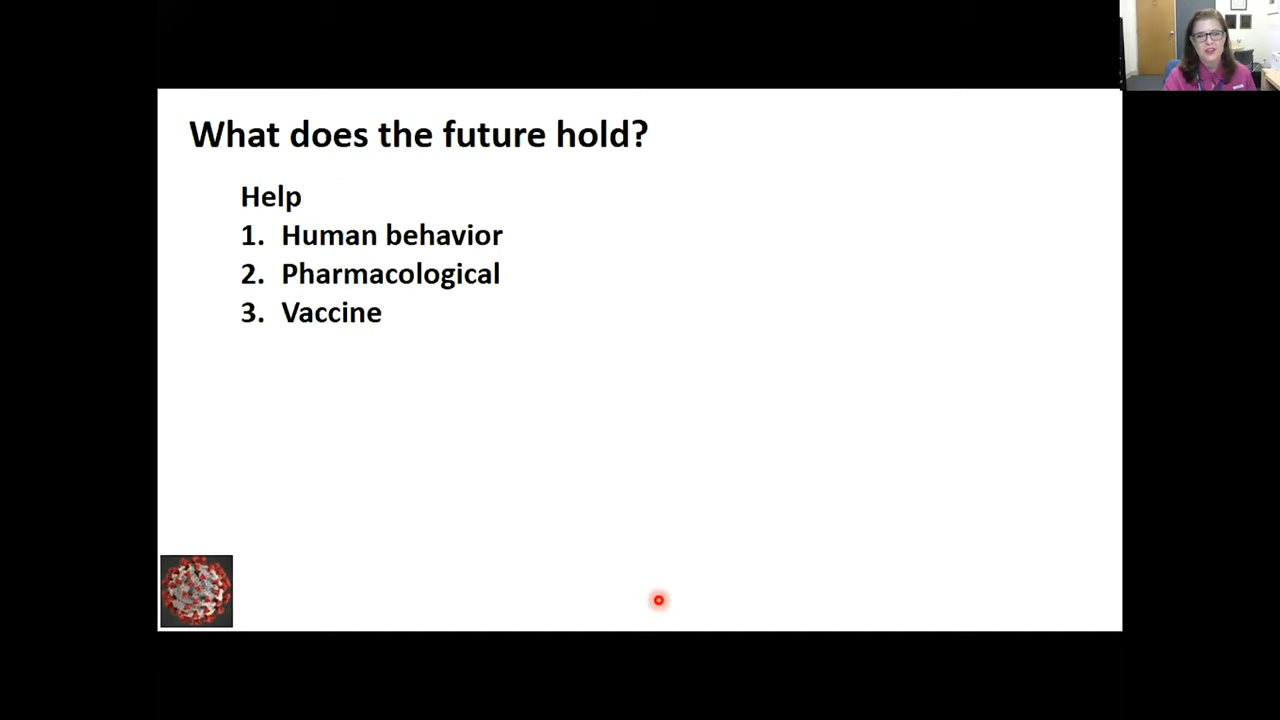 What does the future hold?
Help
1. Human behavior
2. Pharmacological
3. Vaccine